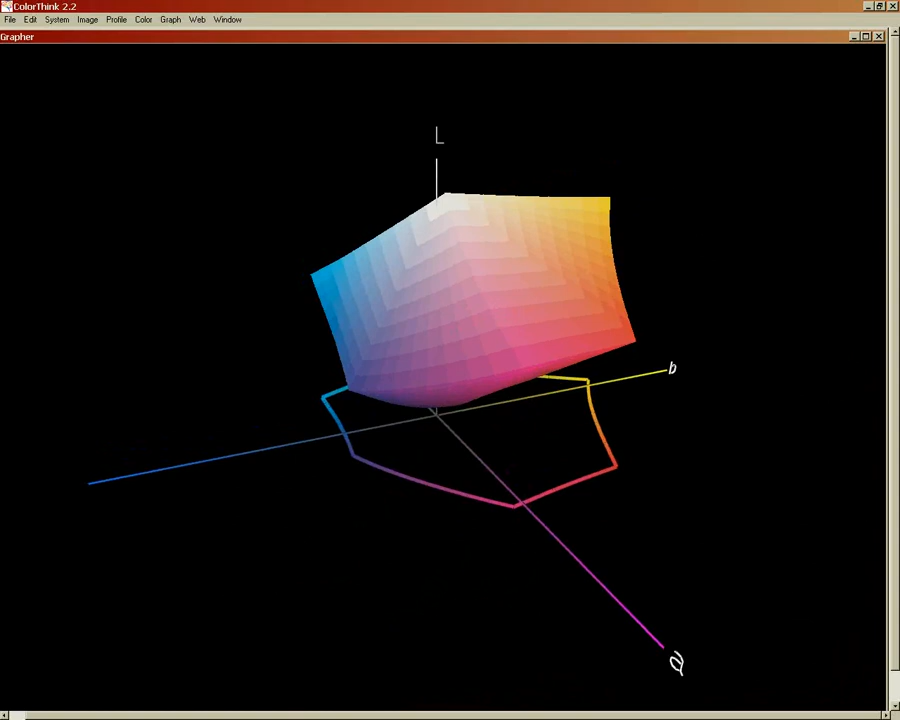 ColorThink 2.2
File Edit System Image Profile Color Graph Web Window
Grapher
L
b
a